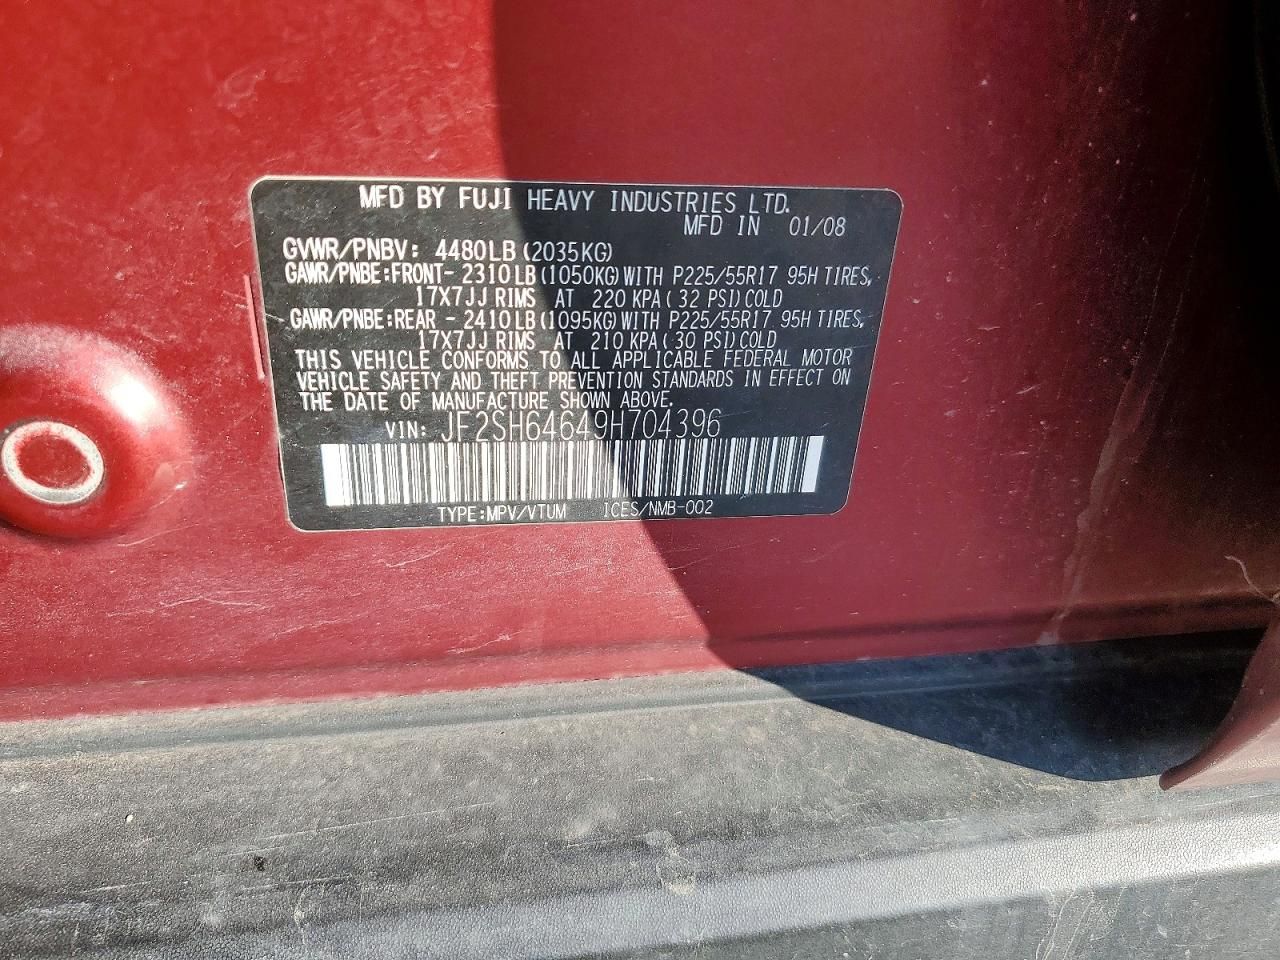 MFD BY FUJI HEAVY INDUSTRIES LTD.
MFD IN 01/08
GVWR/PNBV: 4480LB(2035KG)
GAWR/PNBE:FRONT- 2310LB(1050KG)WITH P225/55R17 95H TIRES,
17X7JJ RIMS AT 220 KPA(32 PSI)COLD
GAWR/PNBE:REAR - 2410LB(1095KG)WITH P225/55R17 95H TIRES,
17X7JJ RIMS AT 210 KPA(30 PSI)COLD
THIS VEHICLE CONFORMS TO ALL APPLICABLE FEDERAL MOTOR
VEHICLE SAFETY AND THEFT PREVENTION STANDARDS IN EFFECT ON
THE DATE OF MANUFACTURE SHOWN ABOVE.
VIN: JF2SH64649H704396
TYPE:MPV/VTUM ICES/NMB-002